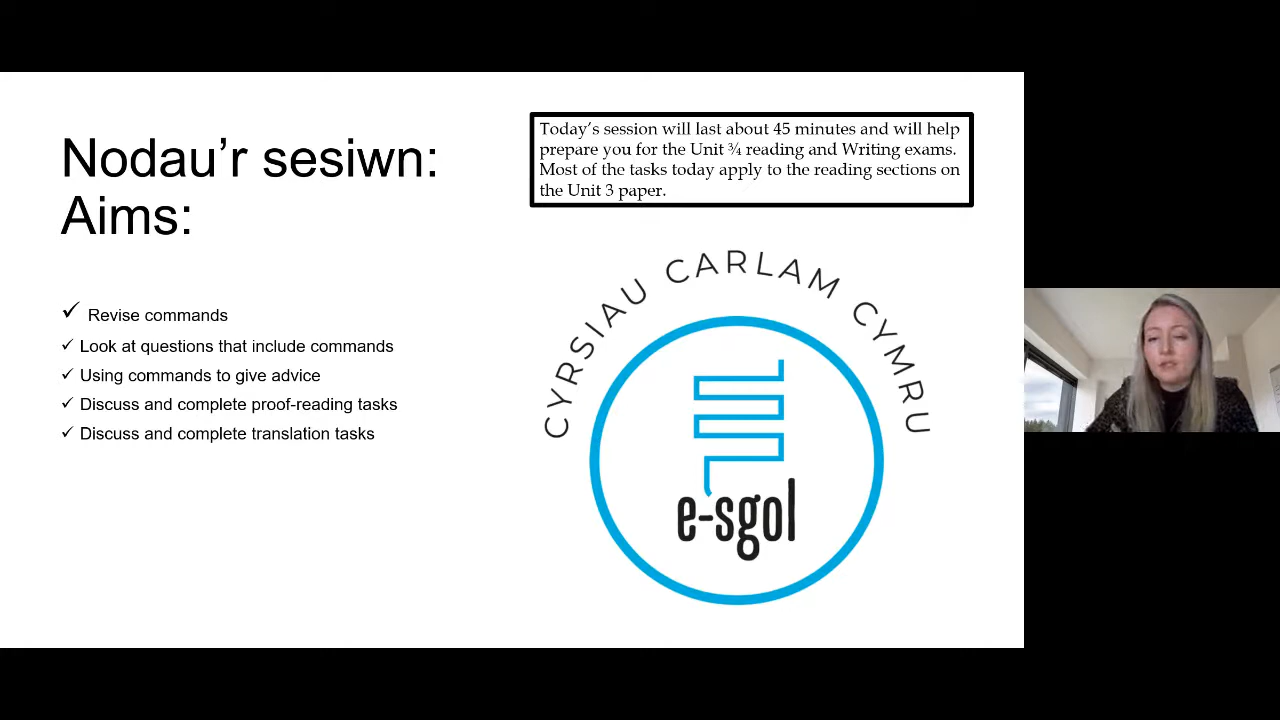 Nodau'r sesiwn:
Aims:
Today's session will last about 45 minutes and will help
prepare you for the Unit ¾ reading and Writing exams.
Most of the tasks today apply to the reading sections on
the Unit 3 paper.
✓ Revise commands
✓ Look at questions that include commands
✓ Using commands to give advice
✓ Discuss and complete proof-reading tasks
✓ Discuss and complete translation tasks
CYRSIAU CARLAM CYMRU
e-sgol